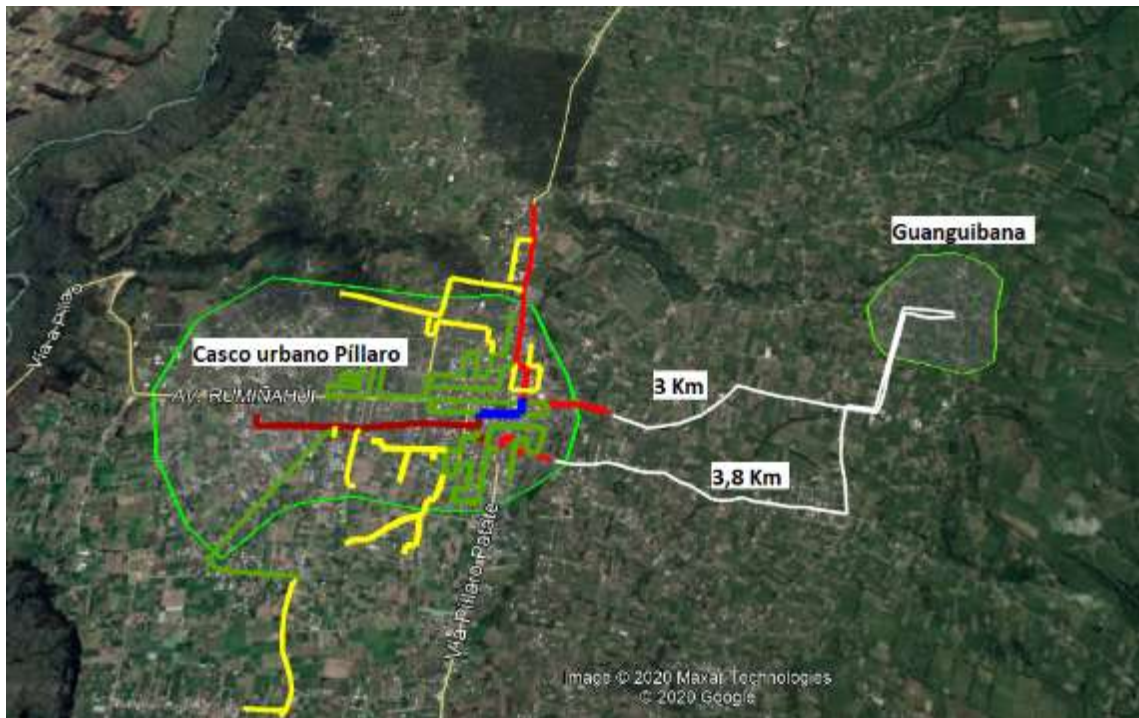 Guanguibana
Vía a Píllaro
Casco urbano Píllaro
AV. RUMIÑAHUI
3 Km
3,8 Km
Vía Píllaro Patate
Image © 2020 Maxar Technologies
© 2020 Google